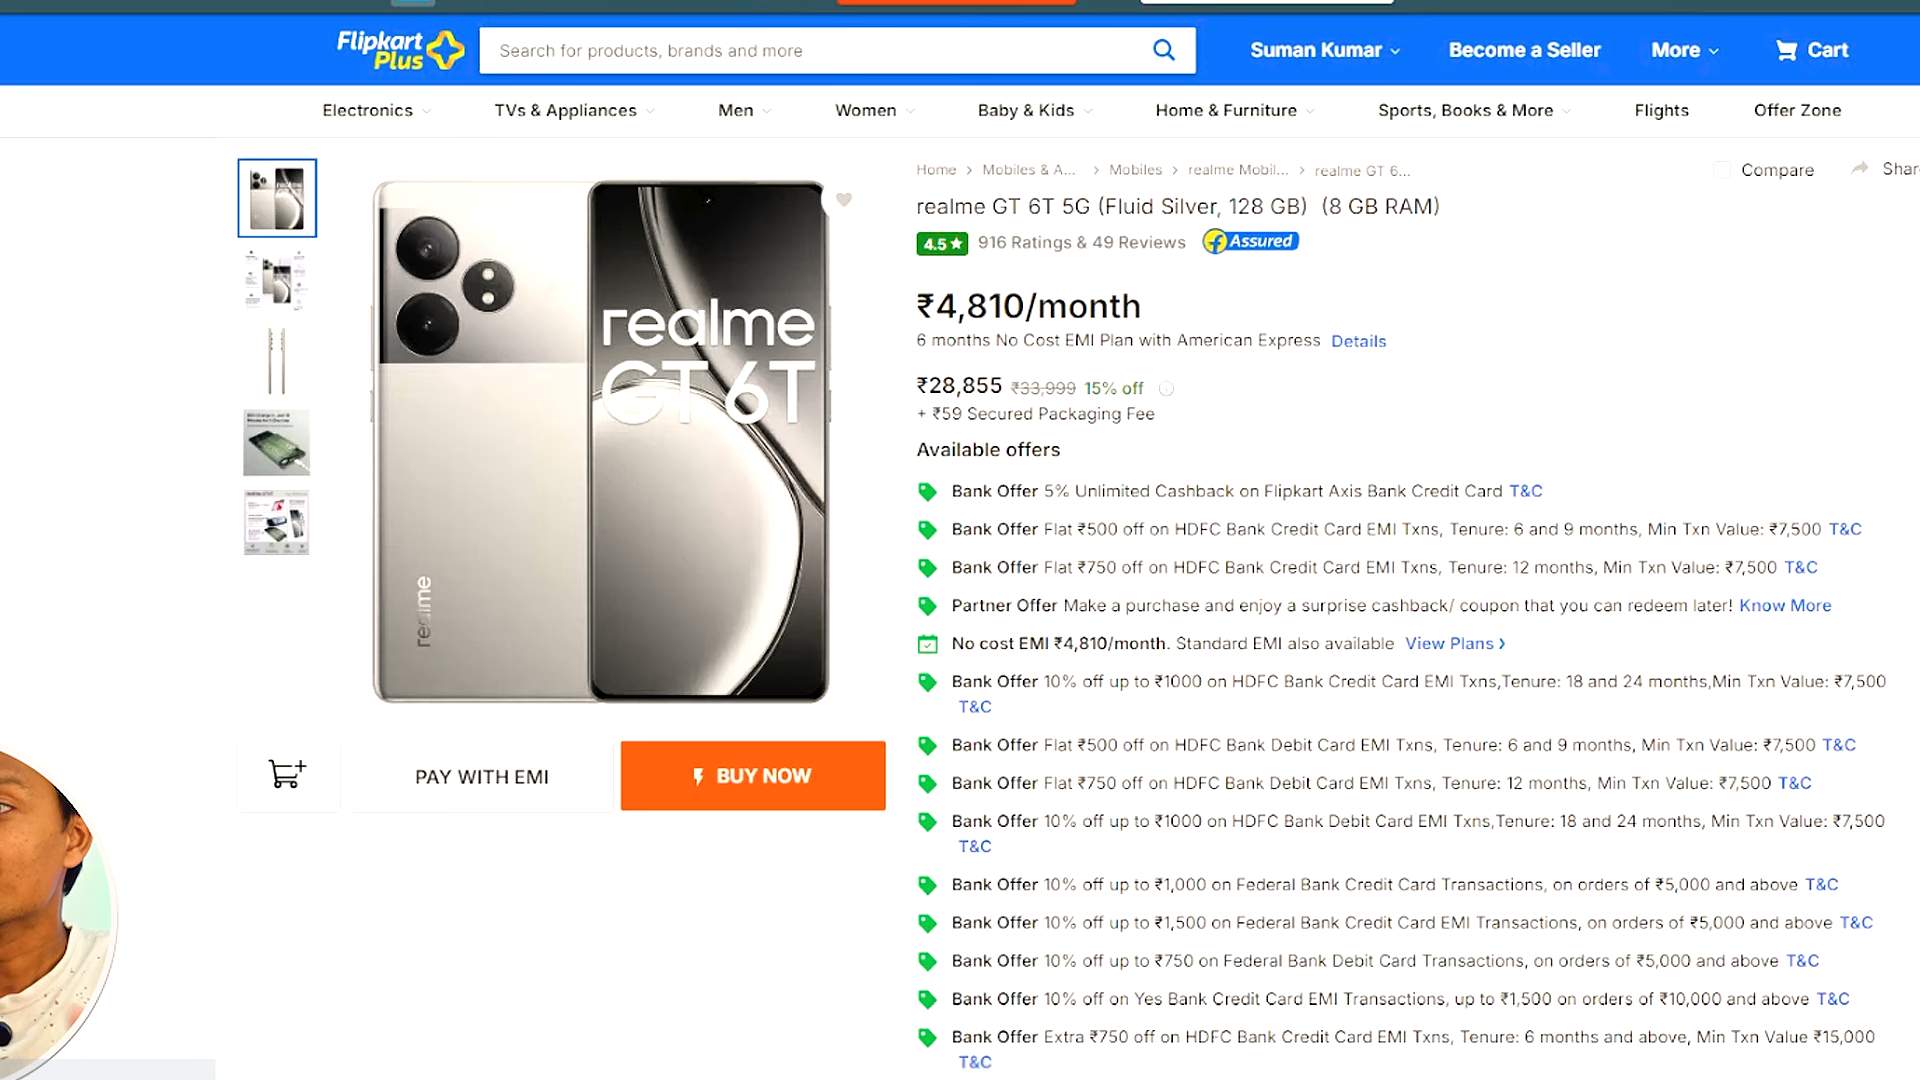 Flipkart
Plus
Search for products, brands and more
Suman Kumar
Become a Seller
More
Cart
Electronics
TVs & Appliances
Men
Women
Baby & Kids
Home & Furniture
Sports, Books & More
Flights
Offer Zone
Home > Mobiles & A... > Mobiles > realme Mobil... > realme GT 6...
Compare
Shar
realme GT 6T 5G (Fluid Silver, 128 GB) (8 GB RAM)
4.5★ 916 Ratings & 49 Reviews Assured
₹4,810/month
6 months No Cost EMI Plan with American Express Details
₹28,855 ₹33,999 15% off
+ ₹59 Secured Packaging Fee
Available offers
Bank Offer 5% Unlimited Cashback on Flipkart Axis Bank Credit Card T&C
Bank Offer Flat ₹500 off on HDFC Bank Credit Card EMI Txns, Tenure: 6 and 9 months, Min Txn Value: ₹7,500 T&C
Bank Offer Flat ₹750 off on HDFC Bank Credit Card EMI Txns, Tenure: 12 months, Min Txn Value: ₹7,500 T&C
Partner Offer Make a purchase and enjoy a surprise cashback/ coupon that you can redeem later! Know More
No cost EMI ₹4,810/month. Standard EMI also available View Plans >
Bank Offer 10% off up to ₹1000 on HDFC Bank Credit Card EMI Txns,Tenure: 18 and 24 months,Min Txn Value: ₹7,500
T&C
Bank Offer Flat ₹500 off on HDFC Bank Debit Card EMI Txns, Tenure: 6 and 9 months, Min Txn Value: ₹7,500 T&C
Bank Offer Flat ₹750 off on HDFC Bank Debit Card EMI Txns, Tenure: 12 months, Min Txn Value: ₹7,500 T&C
Bank Offer 10% off up to ₹1000 on HDFC Bank Debit Card EMI Txns,Tenure: 18 and 24 months, Min Txn Value: ₹7,500
T&C
Bank Offer 10% off up to ₹1,000 on Federal Bank Credit Card Transactions, on orders of ₹5,000 and above T&C
Bank Offer 10% off up to ₹1,500 on Federal Bank Credit Card EMI Transactions, on orders of ₹5,000 and above T&C
Bank Offer 10% off up to ₹750 on Federal Bank Debit Card Transactions, on orders of ₹5,000 and above T&C
Bank Offer 10% off on Yes Bank Credit Card EMI Transactions, up to ₹1,500 on orders of ₹10,000 and above T&C
Bank Offer Extra ₹750 off on HDFC Bank Credit Card EMI Txns, Tenure: 6 months and above, Min Txn Value ₹15,000
T&C
realme
GT 6T
realme
PAY WITH EMI
BUY NOW